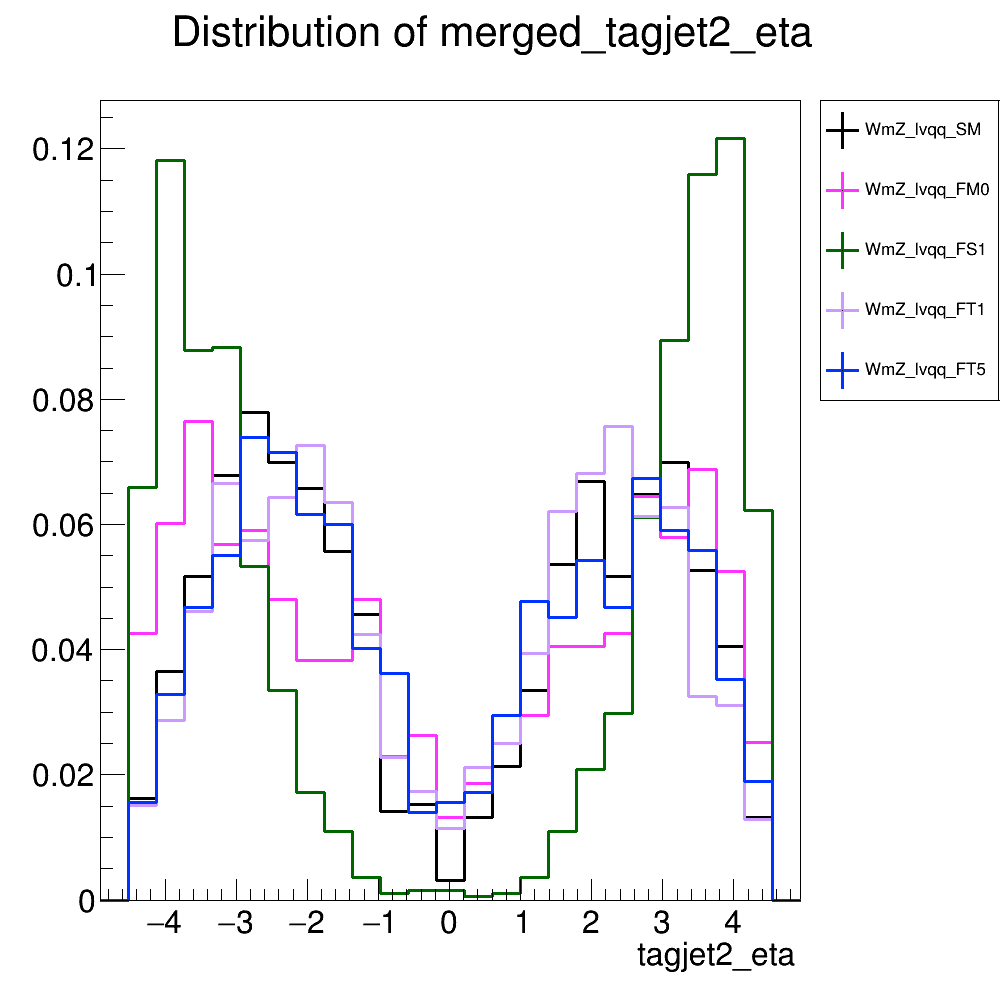 Distribution of merged_tagjet2_eta
0.12
0.1
0.08
0.06
0.04
0.02
0
−4 −3 −2 −1 0 1 2 3 4
tagjet2_eta
WmZ_lvqq_SM
WmZ_lvqq_FM0
WmZ_lvqq_FS1
WmZ_lvqq_FT1
WmZ_lvqq_FT5